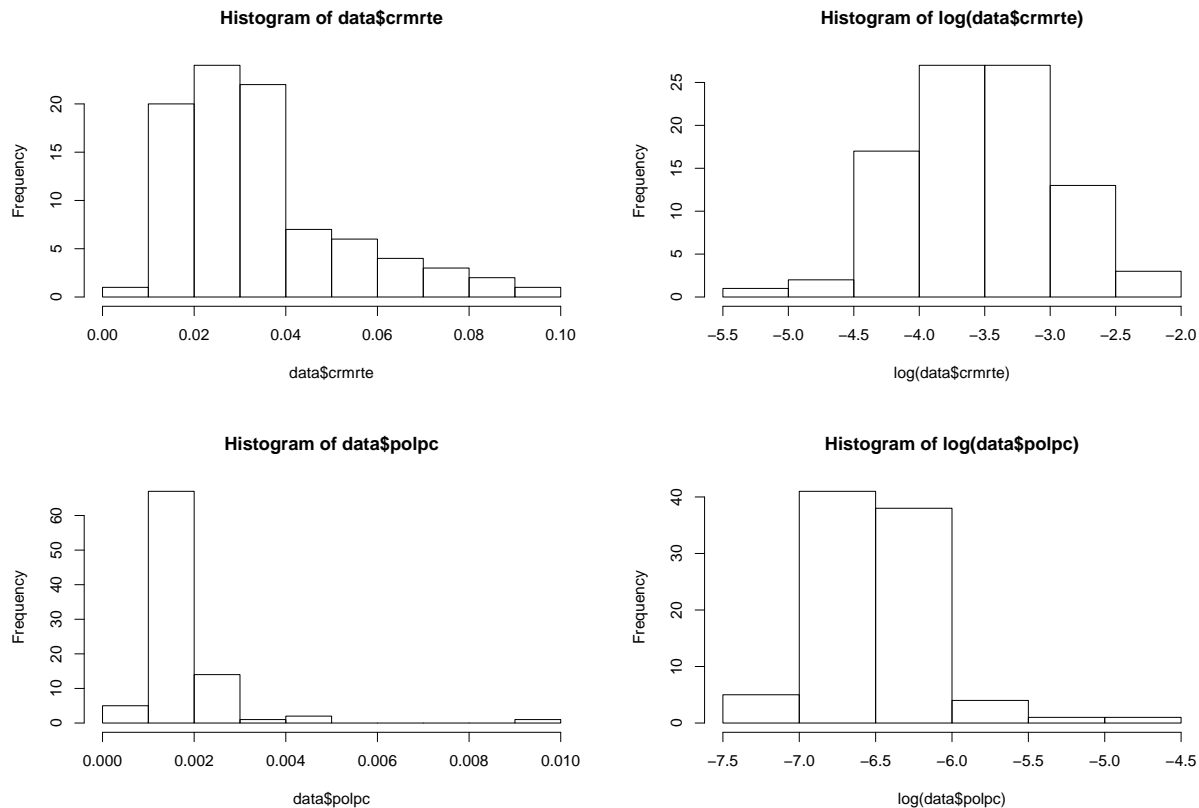 Histogram of data$crmrte
Frequency
0 5 10 15 20
0.00 0.02 0.04 0.06 0.08 0.10
data$crmrte
Histogram of log(data$crmrte)
Frequency
0 5 10 15 20 25
−5.5 −5.0 −4.5 −4.0 −3.5 −3.0 −2.5 −2.0
log(data$crmrte)
Histogram of data$polpc
Frequency
0 10 20 30 40 50 60
0.000 0.002 0.004 0.006 0.008 0.010
data$polpc
Histogram of log(data$polpc)
Frequency
0 10 20 30 40
−7.5 −7.0 −6.5 −6.0 −5.5 −5.0 −4.5
log(data$polpc)